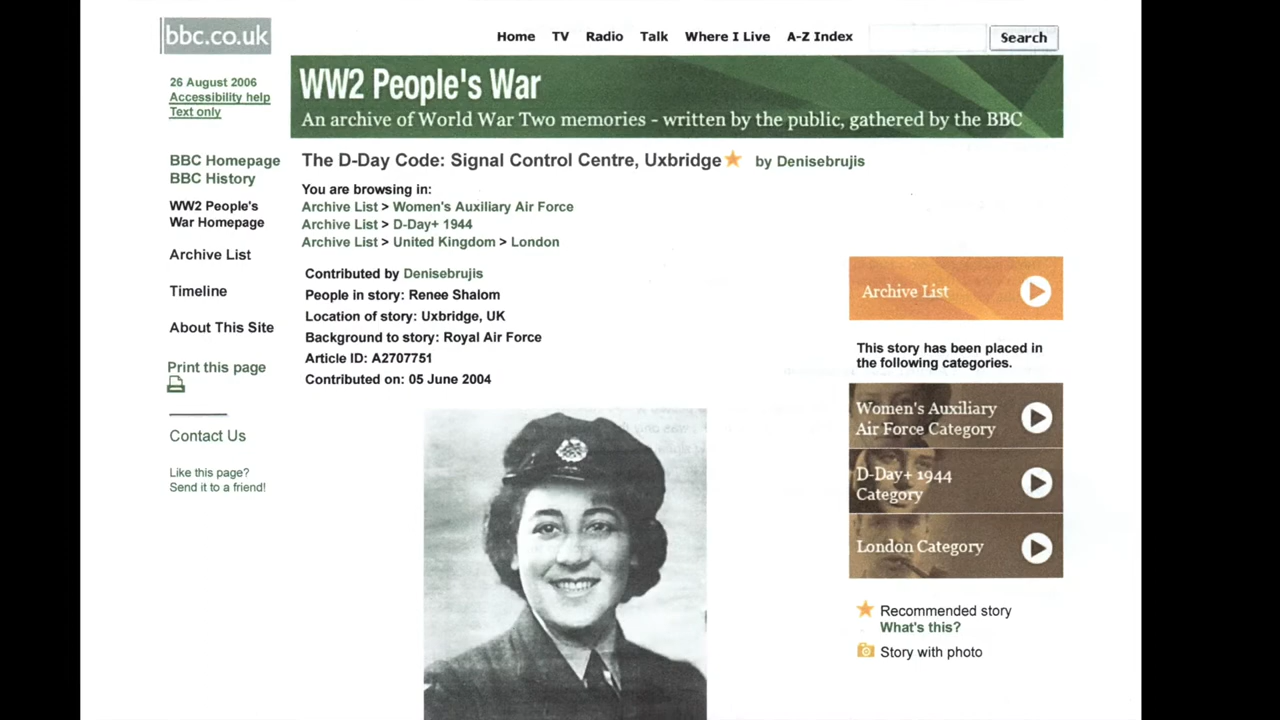 bbc.co.uk
Home TV Radio Talk Where I Live A-Z Index Search
26 August 2006
Accessibility help
Text only
WW2 People's War
An archive of World War Two memories - written by the public, gathered by the BBC
BBC Homepage
BBC History
WW2 People's
War Homepage
Archive List
Timeline
About This Site
Print this page
Contact Us
Like this page?
Send it to a friend!
The D-Day Code: Signal Control Centre, Uxbridge by Denisebrujis
You are browsing in:
Archive List > Women's Auxiliary Air Force
Archive List > D-Day+ 1944
Archive List > United Kingdom > London
Contributed by Denisebrujis
People in story: Renee Shalom
Location of story: Uxbridge, UK
Background to story: Royal Air Force
Article ID: A2707751
Contributed on: 05 June 2004
Archive List
This story has been placed in
the following categories.
Women's Auxiliary
Air Force Category
D-Day+ 1944
Category
London Category
Recommended story
What's this?
Story with photo